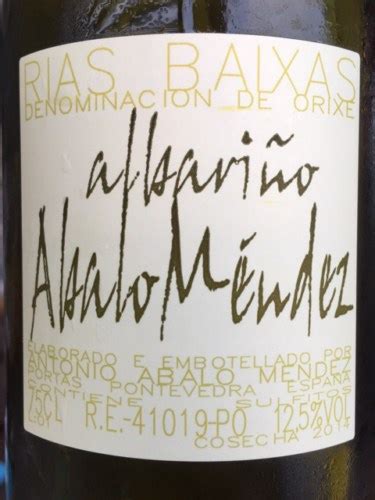 RIAS BAIXAS
DENOMINACION DE ORIXE
albariño
Abalo Méndez
ELABORADO E EMBOTELLADO POR
ANTONIO ABALO MENDEZ
PORTAS PONTEVEDRA ESPAÑA
CONTIENE SULFITOS
75CL R.E.-41019-PO 12,5%VOL
COSECHA 2014